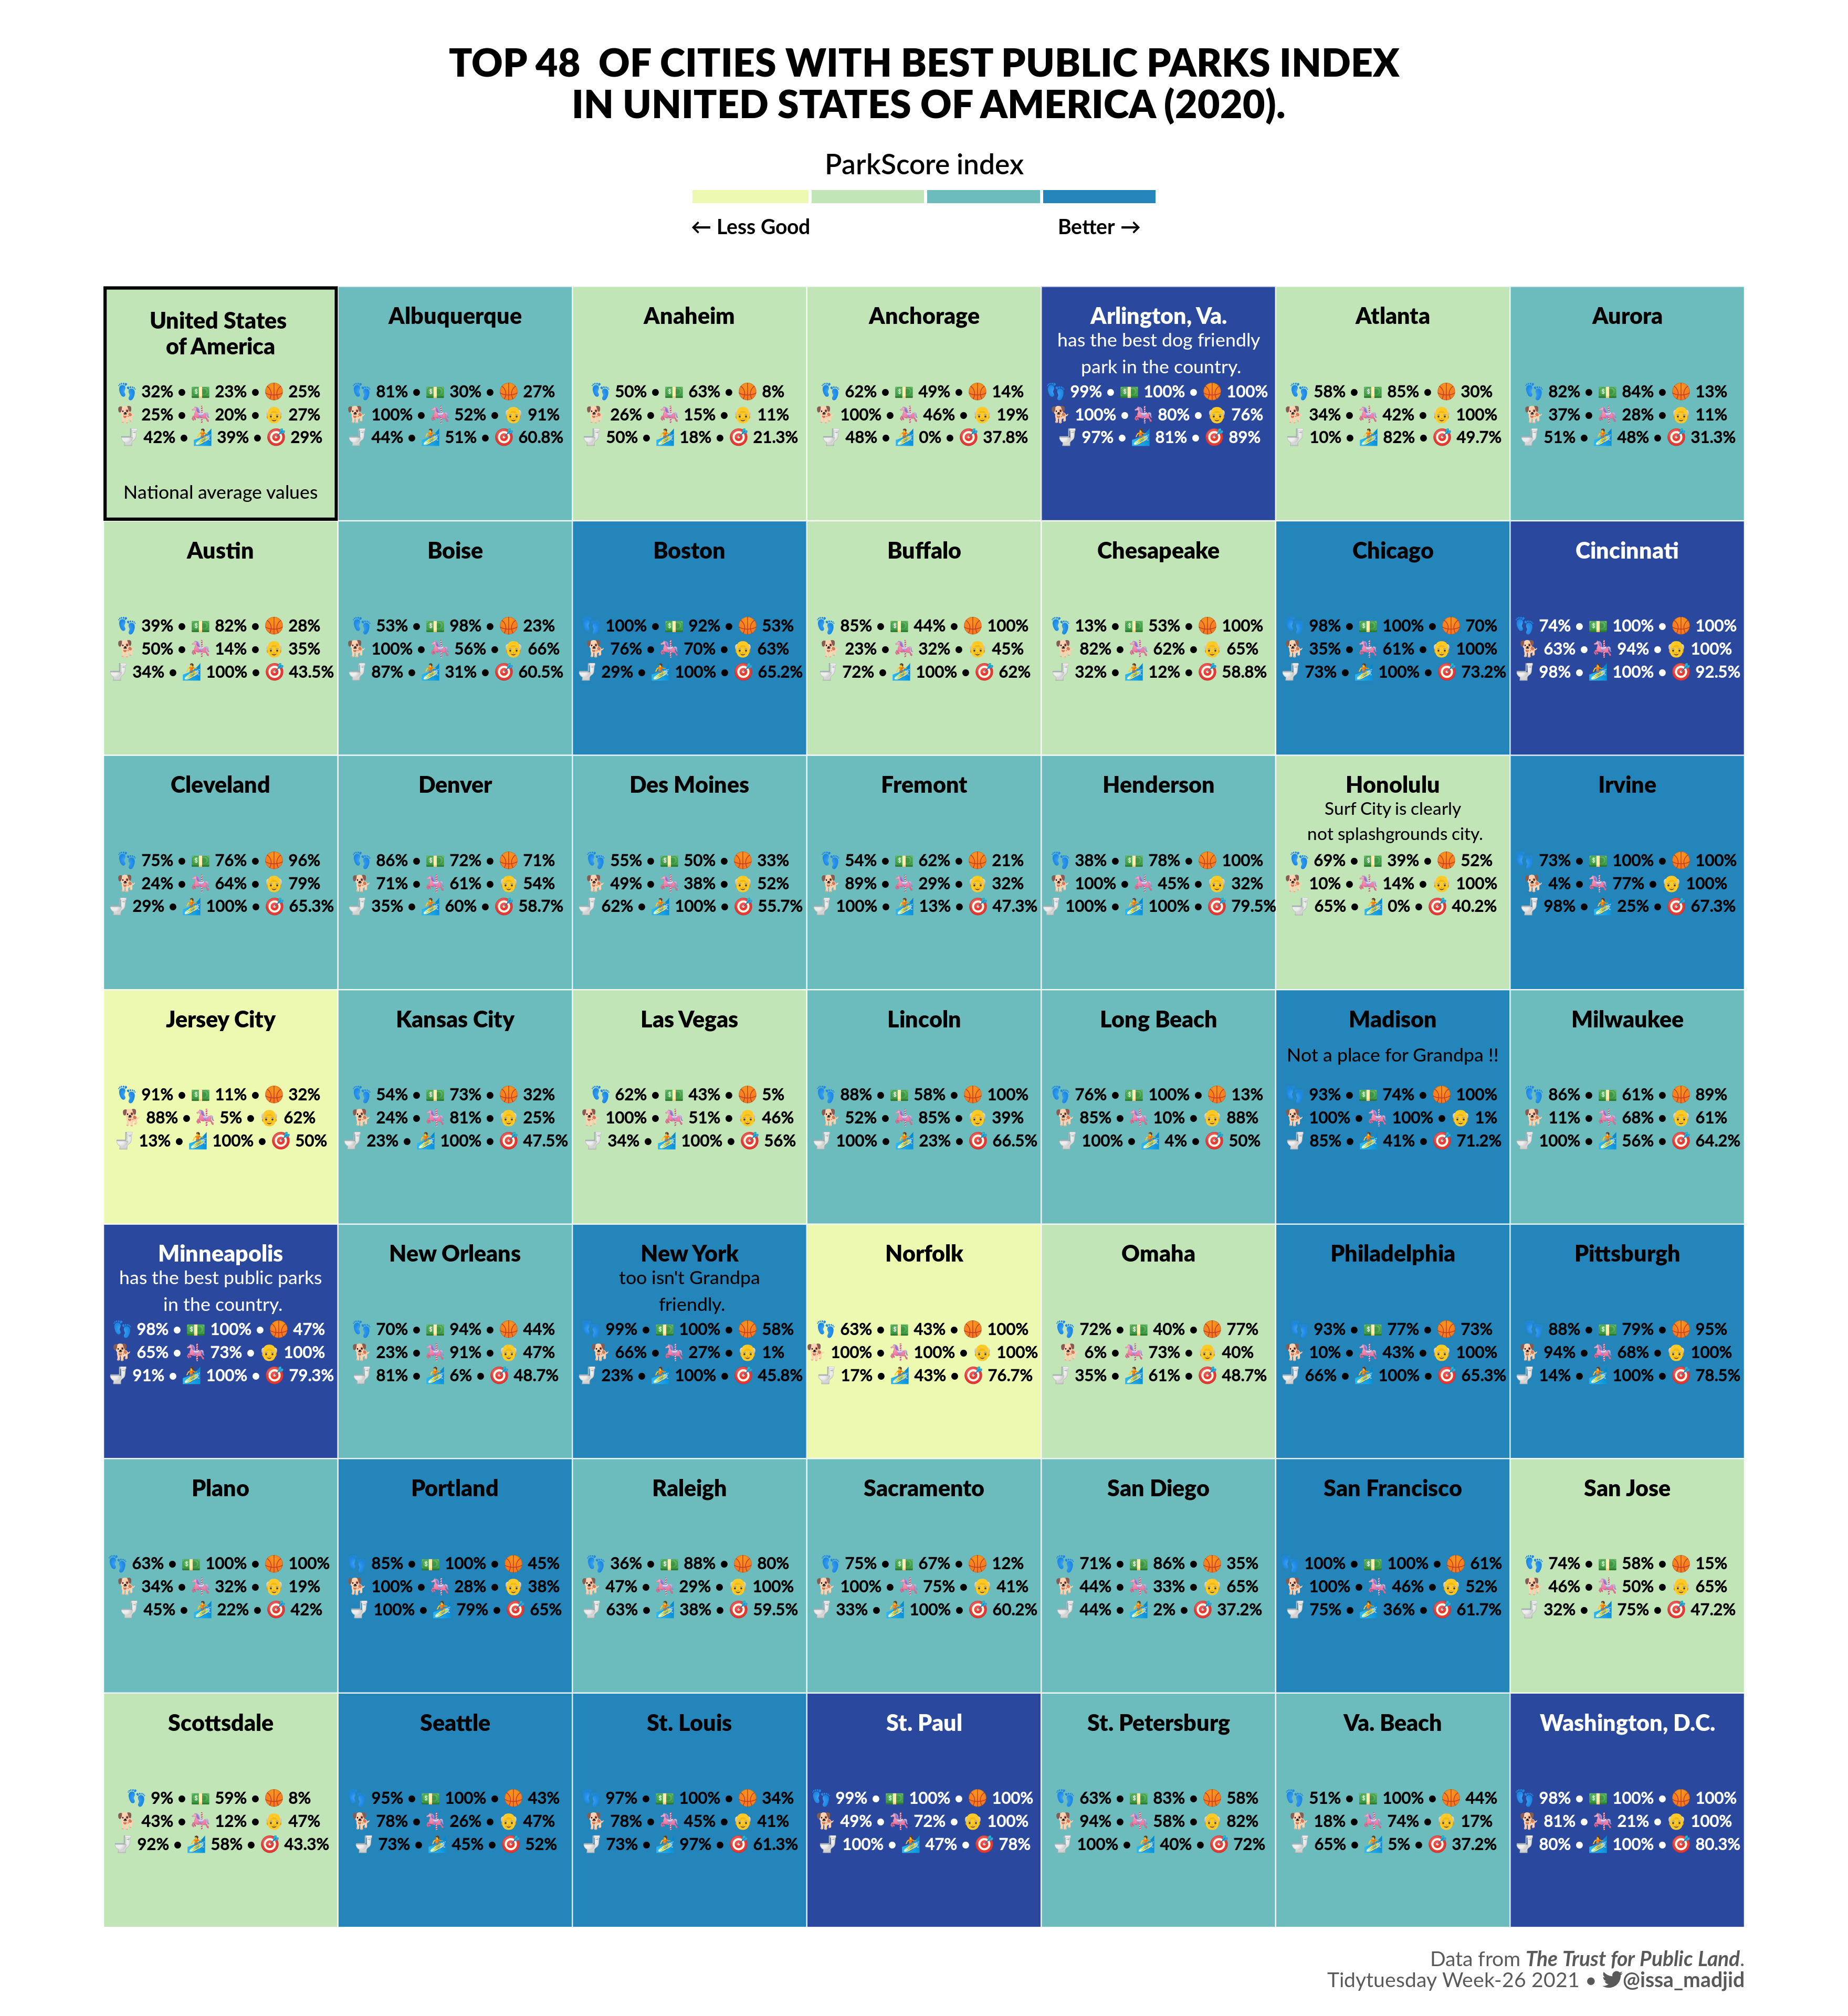 TOP 48 OF CITIES WITH BEST PUBLIC PARKS INDEX
IN UNITED STATES OF AMERICA (2020).
ParkScore index
← Less Good
Better →
United States
of America
👣 32% • 💵 23% • 🏀 25%
🐕 25% • 🎠 20% • 👴 27%
🚽 42% • 🏄 39% • 🎯 29%
National average values
Albuquerque
👣 81% • 💵 30% • 🏀 27%
🐕 100% • 🎠 52% • 👴 91%
🚽 44% • 🏄 51% • 🎯 60.8%
Anaheim
👣 50% • 💵 63% • 🏀 8%
🐕 26% • 🎠 15% • 👴 11%
🚽 50% • 🏄 18% • 🎯 21.3%
Anchorage
👣 62% • 💵 49% • 🏀 14%
🐕 100% • 🎠 46% • 👴 19%
🚽 48% • 🏄 0% • 🎯 37.8%
Arlington, Va.
has the best dog friendly
park in the country.
👣 99% • 💵 100% • 🏀 100%
🐕 100% • 🎠 80% • 👴 76%
🚽 97% • 🏄 81% • 🎯 89%
Atlanta
👣 58% • 💵 85% • 🏀 30%
🐕 34% • 🎠 42% • 👴 100%
🚽 10% • 🏄 82% • 🎯 49.7%
Aurora
👣 82% • 💵 84% • 🏀 13%
🐕 37% • 🎠 28% • 👴 11%
🚽 51% • 🏄 48% • 🎯 31.3%
Austin
👣 39% • 💵 82% • 🏀 28%
🐕 50% • 🎠 14% • 👴 35%
🚽 34% • 🏄 100% • 🎯 43.5%
Boise
👣 53% • 💵 98% • 🏀 23%
🐕 100% • 🎠 56% • 👴 66%
🚽 87% • 🏄 31% • 🎯 60.5%
Boston
👣 100% • 💵 92% • 🏀 53%
🐕 76% • 🎠 70% • 👴 63%
🚽 29% • 🏄 100% • 🎯 65.2%
Buffalo
👣 85% • 💵 44% • 🏀 100%
🐕 23% • 🎠 32% • 👴 45%
🚽 72% • 🏄 100% • 🎯 62%
Chesapeake
👣 13% • 💵 53% • 🏀 100%
🐕 82% • 🎠 62% • 👴 65%
🚽 32% • 🏄 12% • 🎯 58.8%
Chicago
👣 98% • 💵 100% • 🏀 70%
🐕 35% • 🎠 61% • 👴 100%
🚽 73% • 🏄 100% • 🎯 73.2%
Cincinnati
👣 74% • 💵 100% • 🏀 100%
🐕 63% • 🎠 94% • 👴 100%
🚽 98% • 🏄 100% • 🎯 92.5%
Cleveland
👣 75% • 💵 76% • 🏀 96%
🐕 24% • 🎠 64% • 👴 79%
🚽 29% • 🏄 100% • 🎯 65.3%
Denver
👣 86% • 💵 72% • 🏀 71%
🐕 71% • 🎠 61% • 👴 54%
🚽 35% • 🏄 60% • 🎯 58.7%
Des Moines
👣 55% • 💵 50% • 🏀 33%
🐕 49% • 🎠 38% • 👴 52%
🚽 62% • 🏄 100% • 🎯 55.7%
Fremont
👣 54% • 💵 62% • 🏀 21%
🐕 89% • 🎠 29% • 👴 32%
🚽 100% • 🏄 13% • 🎯 47.3%
Henderson
👣 38% • 💵 78% • 🏀 100%
🐕 100% • 🎠 45% • 👴 32%
🚽 100% • 🏄 100% • 🎯 79.5%
Honolulu
Surf City is clearly
not splashgrounds city.
👣 69% • 💵 39% • 🏀 52%
🐕 10% • 🎠 14% • 👴 100%
🚽 65% • 🏄 0% • 🎯 40.2%
Irvine
👣 73% • 💵 100% • 🏀 100%
🐕 4% • 🎠 77% • 👴 100%
🚽 98% • 🏄 25% • 🎯 67.3%
Jersey City
👣 91% • 💵 11% • 🏀 32%
🐕 88% • 🎠 5% • 👴 62%
🚽 13% • 🏄 100% • 🎯 50%
Kansas City
👣 54% • 💵 73% • 🏀 32%
🐕 24% • 🎠 81% • 👴 25%
🚽 23% • 🏄 100% • 🎯 47.5%
Las Vegas
👣 62% • 💵 43% • 🏀 5%
🐕 100% • 🎠 51% • 👴 46%
🚽 34% • 🏄 100% • 🎯 56%
Lincoln
👣 88% • 💵 58% • 🏀 100%
🐕 52% • 🎠 85% • 👴 39%
🚽 100% • 🏄 23% • 🎯 66.5%
Long Beach
👣 76% • 💵 100% • 🏀 13%
🐕 85% • 🎠 10% • 👴 88%
🚽 100% • 🏄 4% • 🎯 50%
Madison
Not a place for Grandpa !!
👣 93% • 💵 74% • 🏀 100%
🐕 100% • 🎠 100% • 👴 1%
🚽 85% • 🏄 41% • 🎯 71.2%
Milwaukee
👣 86% • 💵 61% • 🏀 89%
🐕 11% • 🎠 68% • 👴 61%
🚽 100% • 🏄 56% • 🎯 64.2%
Minneapolis
has the best public parks
in the country.
👣 98% • 💵 100% • 🏀 47%
🐕 65% • 🎠 73% • 👴 100%
🚽 91% • 🏄 100% • 🎯 79.3%
New Orleans
👣 70% • 💵 94% • 🏀 44%
🐕 23% • 🎠 91% • 👴 47%
🚽 81% • 🏄 6% • 🎯 48.7%
New York
too isn't Grandpa
friendly.
👣 99% • 💵 100% • 🏀 58%
🐕 66% • 🎠 27% • 👴 1%
🚽 23% • 🏄 100% • 🎯 45.8%
Norfolk
👣 63% • 💵 43% • 🏀 100%
🐕 100% • 🎠 100% • 👴 100%
🚽 17% • 🏄 43% • 🎯 76.7%
Omaha
👣 72% • 💵 40% • 🏀 77%
🐕 6% • 🎠 73% • 👴 40%
🚽 35% • 🏄 61% • 🎯 48.7%
Philadelphia
👣 93% • 💵 77% • 🏀 73%
🐕 10% • 🎠 43% • 👴 100%
🚽 66% • 🏄 100% • 🎯 65.3%
Pittsburgh
👣 88% • 💵 79% • 🏀 95%
🐕 94% • 🎠 68% • 👴 100%
🚽 14% • 🏄 100% • 🎯 78.5%
Plano
👣 63% • 💵 100% • 🏀 100%
🐕 34% • 🎠 32% • 👴 19%
🚽 45% • 🏄 22% • 🎯 42%
Portland
👣 85% • 💵 100% • 🏀 45%
🐕 100% • 🎠 28% • 👴 38%
🚽 100% • 🏄 79% • 🎯 65%
Raleigh
👣 36% • 💵 88% • 🏀 80%
🐕 47% • 🎠 29% • 👴 100%
🚽 63% • 🏄 38% • 🎯 59.5%
Sacramento
👣 75% • 💵 67% • 🏀 12%
🐕 100% • 🎠 75% • 👴 41%
🚽 33% • 🏄 100% • 🎯 60.2%
San Diego
👣 71% • 💵 86% • 🏀 35%
🐕 44% • 🎠 33% • 👴 65%
🚽 44% • 🏄 2% • 🎯 37.2%
San Francisco
👣 100% • 💵 100% • 🏀 61%
🐕 100% • 🎠 46% • 👴 52%
🚽 75% • 🏄 36% • 🎯 61.7%
San Jose
👣 74% • 💵 58% • 🏀 15%
🐕 46% • 🎠 50% • 👴 65%
🚽 32% • 🏄 75% • 🎯 47.2%
Scottsdale
👣 9% • 💵 59% • 🏀 8%
🐕 43% • 🎠 12% • 👴 47%
🚽 92% • 🏄 58% • 🎯 43.3%
Seattle
👣 95% • 💵 100% • 🏀 43%
🐕 78% • 🎠 26% • 👴 47%
🚽 73% • 🏄 45% • 🎯 52%
St. Louis
👣 97% • 💵 100% • 🏀 34%
🐕 78% • 🎠 45% • 👴 41%
🚽 73% • 🏄 97% • 🎯 61.3%
St. Paul
👣 99% • 💵 100% • 🏀 100%
🐕 49% • 🎠 72% • 👴 100%
🚽 100% • 🏄 47% • 🎯 78%
St. Petersburg
👣 63% • 💵 83% • 🏀 58%
🐕 94% • 🎠 58% • 👴 82%
🚽 100% • 🏄 40% • 🎯 72%
Va. Beach
👣 51% • 💵 100% • 🏀 44%
🐕 18% • 🎠 74% • 👴 17%
🚽 65% • 🏄 5% • 🎯 37.2%
Washington, D.C.
👣 98% • 💵 100% • 🏀 100%
🐕 81% • 🎠 21% • 👴 100%
🚽 80% • 🏄 100% • 🎯 80.3%
Data from The Trust for Public Land.
Tidytuesday Week-26 2021 • @issa_madjid